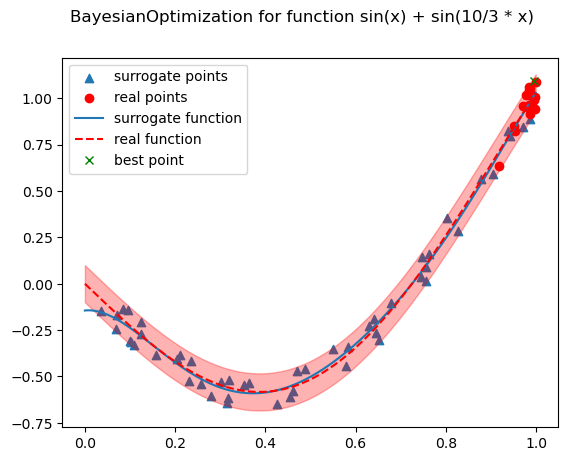 BayesianOptimization for function sin(x) + sin(10/3 * x)
surrogate points
real points
surrogate function
real function
best point
1.00
0.75
0.50
0.25
0.00
−0.25
−0.50
−0.75
0.0 0.2 0.4 0.6 0.8 1.0